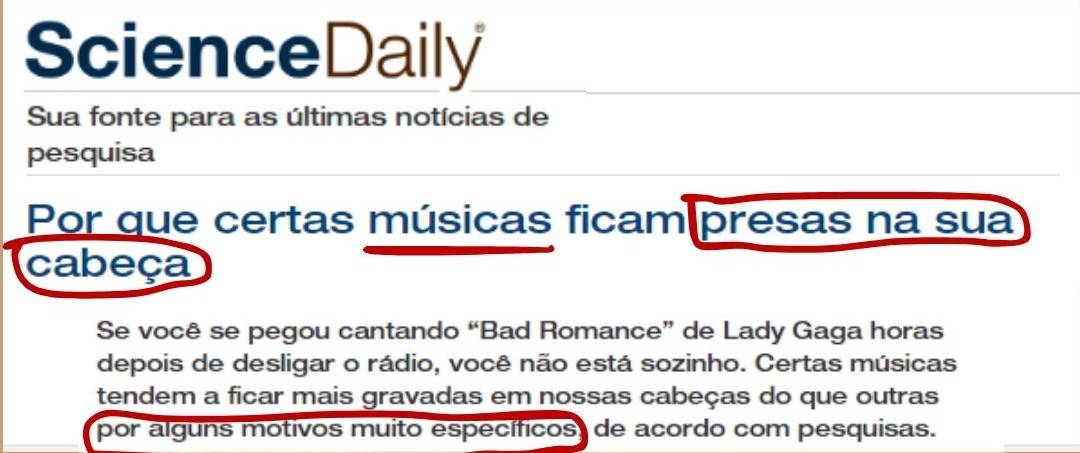 ScienceDaily®
Sua fonte para as últimas notícias de
pesquisa
Por que certas músicas ficam presas na sua
cabeça
Se você se pegou cantando “Bad Romance” de Lady Gaga horas
depois de desligar o rádio, você não está sozinho. Certas músicas
tendem a ficar mais gravadas em nossas cabeças do que outras
por alguns motivos muito específicos, de acordo com pesquisas.